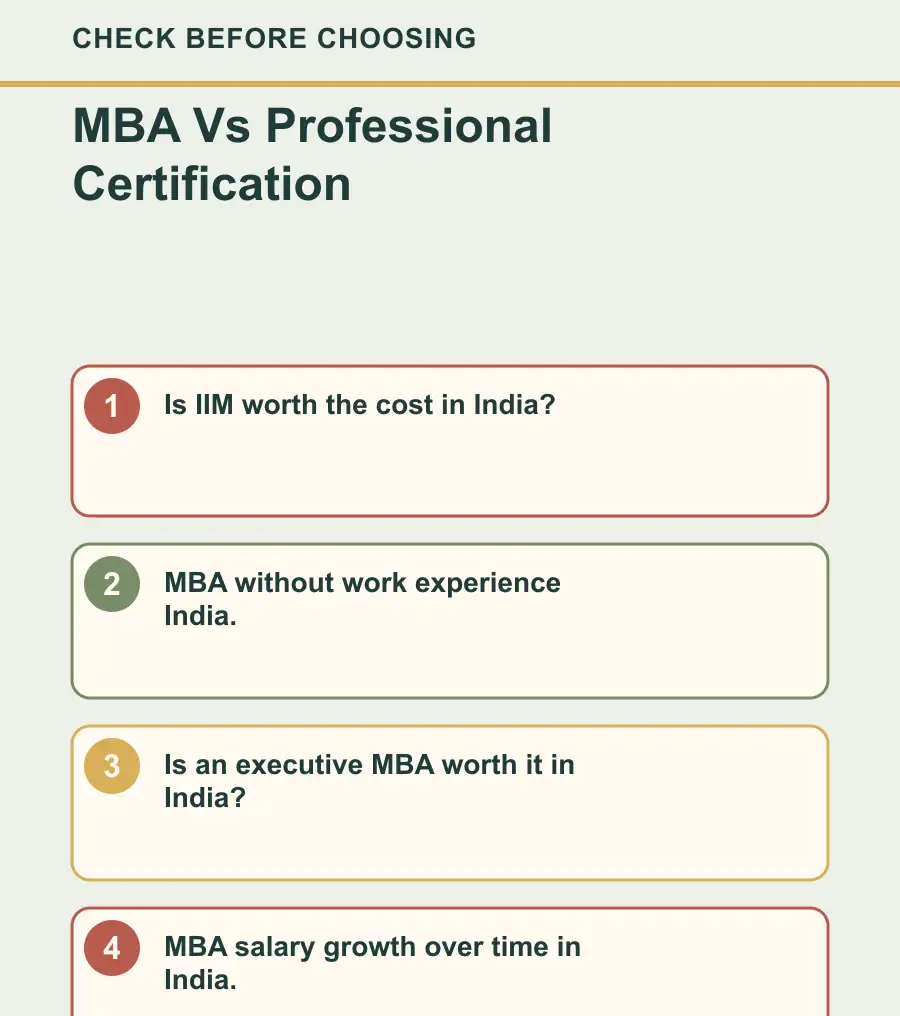 CHECK BEFORE CHOOSING
MBA Vs Professional
Certification
1
Is IIM worth the cost in India?
2
MBA without work experience
India.
3
Is an executive MBA worth it in
India?
4
MBA salary growth over time in
India.